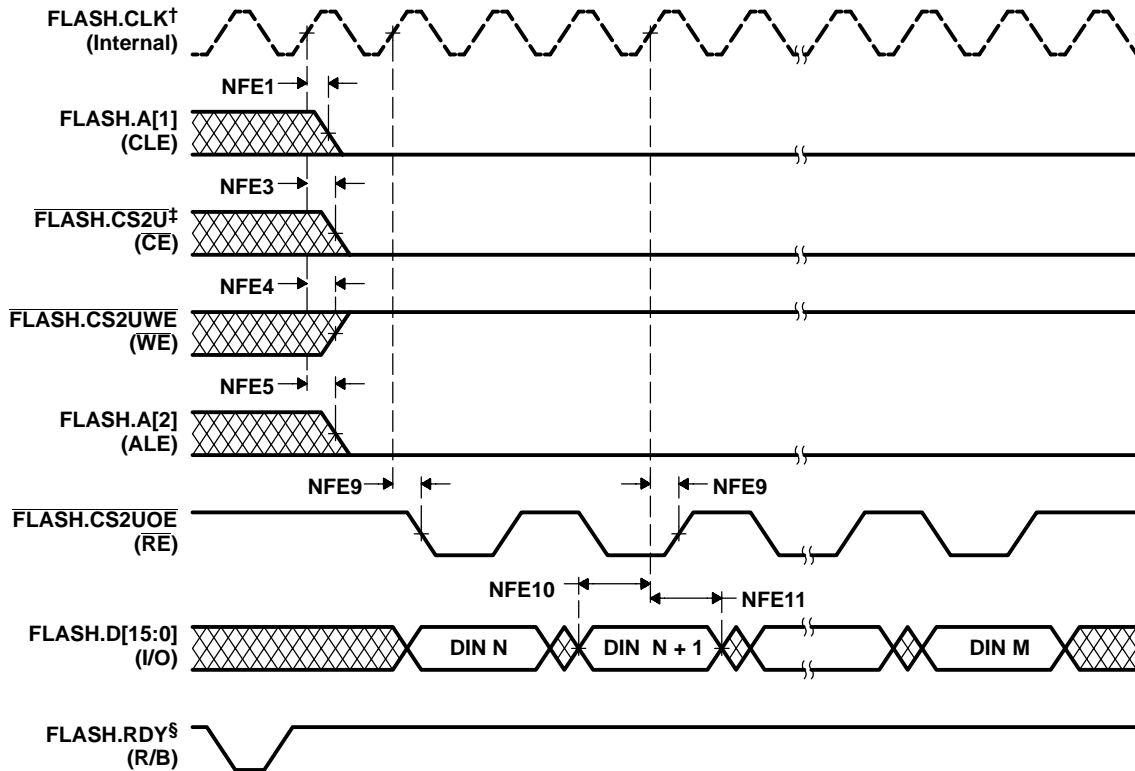 FLASH.CLK†
(Internal)
NFE1
FLASH.A[1]
(CLE)
NFE3
FLASH.CS2U‡
(CE)
NFE4
FLASH.CS2UWE
(WE)
NFE5
FLASH.A[2]
(ALE)
NFE9
NFE9
FLASH.CS2UOE
(RE)
NFE10
NFE11
FLASH.D[15:0]
(I/O)
DIN N
DIN N + 1
DIN M
FLASH.RDY§
(R/B)